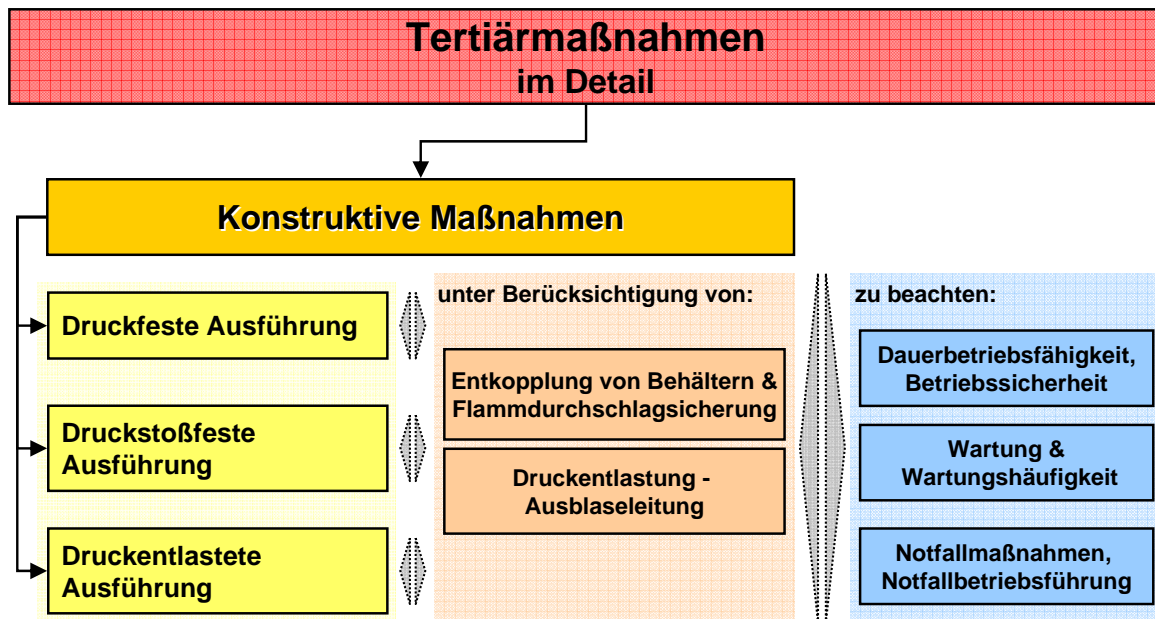 Tertiärmaßnahmen
im Detail
Konstruktive Maßnahmen
Druckfeste Ausführung
Druckstoßfeste
Ausführung
Druckentlastete
Ausführung
unter Berücksichtigung von:
Entkopplung von Behältern &
Flammdurchschlagsicherung
Druckentlastung -
Ausblaseleitung
zu beachten:
Dauerbetriebsfähigkeit,
Betriebssicherheit
Wartung &
Wartungshäufigkeit
Notfallmaßnahmen,
Notfallbetriebsführung